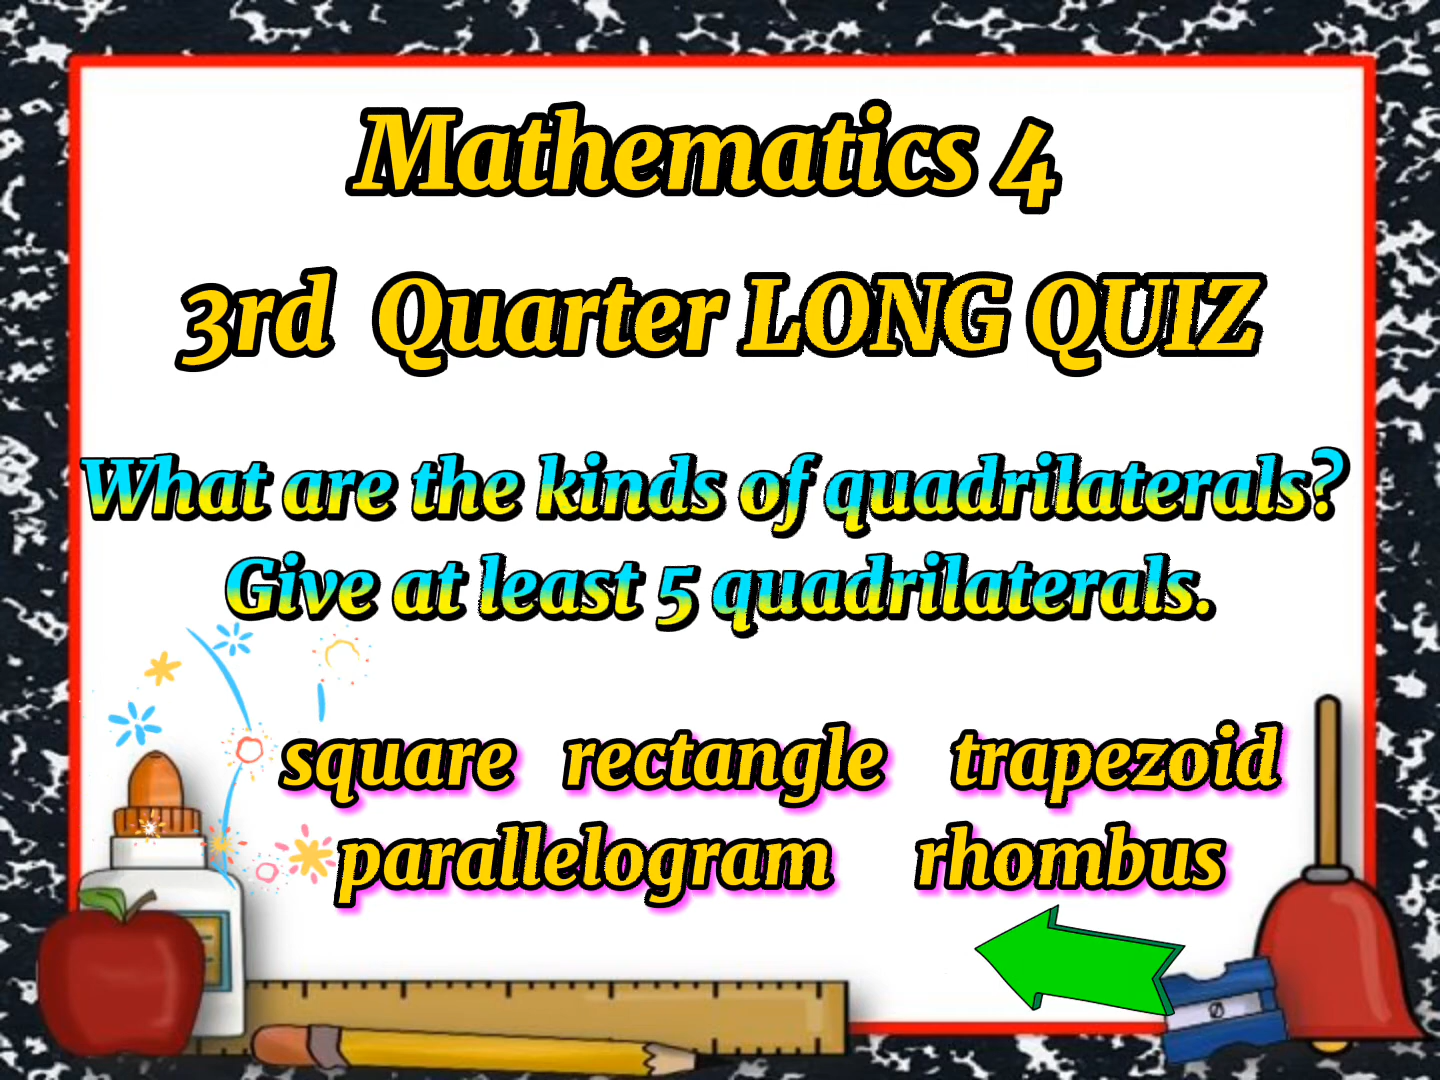 Mathematics 4
3rd Quarter LONG QUIZ
What are the kinds of quadrilaterals?
Give at least 5 quadrilaterals.
square rectangle trapezoid
parallelogram rhombus